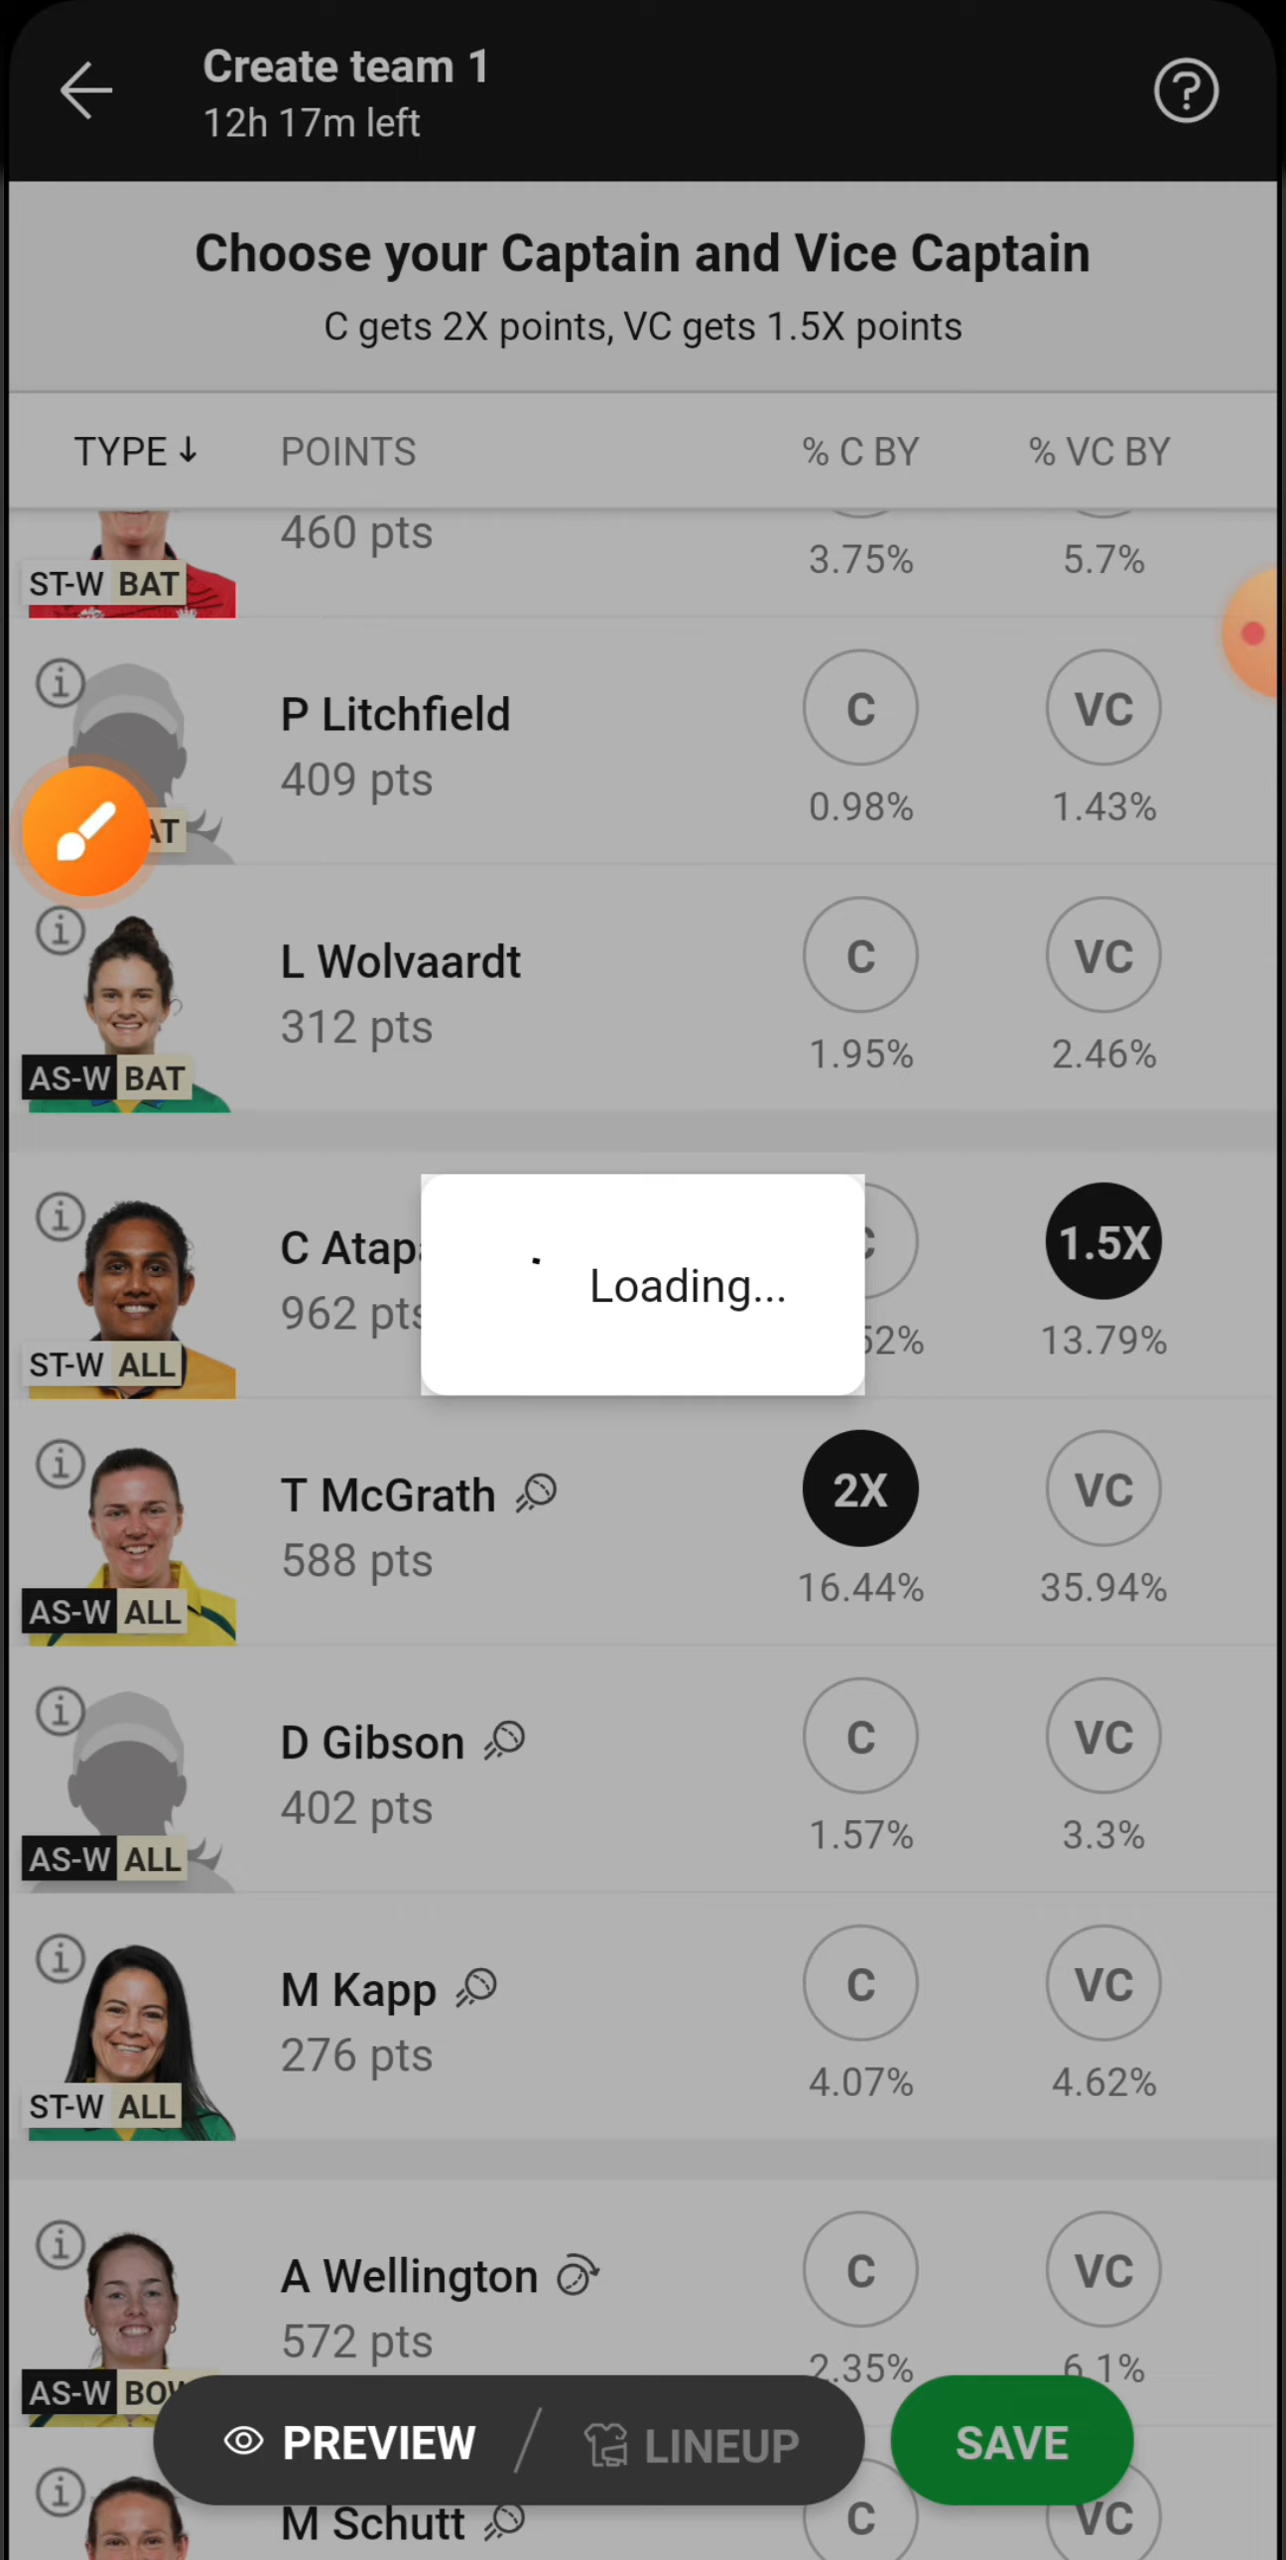 Create team 1
12h 17m left
Choose your Captain and Vice Captain
C gets 2X points, VC gets 1.5X points
TYPE↓ POINTS % C BY % VC BY
460 pts 3.75% 5.7%
ST-W BAT
P Litchfield C VC
409 pts 0.98% 1.43%
L Wolvaardt C VC
312 pts 1.95% 2.46%
AS-W BAT
C 1.5X
962 13.79%
Loading...
ST-W ALL
T McGrath 2X VC
588 pts 16.44% 35.94%
AS-W ALL
D Gibson C VC
402 pts 1.57% 3.3%
AS-W ALL
M Kapp C VC
276 pts 4.07% 4.62%
ST-W ALL
A Wellington C VC
572 pts 2.35% 6.1%
AS-W
PREVIEW / LINEUP SAVE
M Schutt C VC